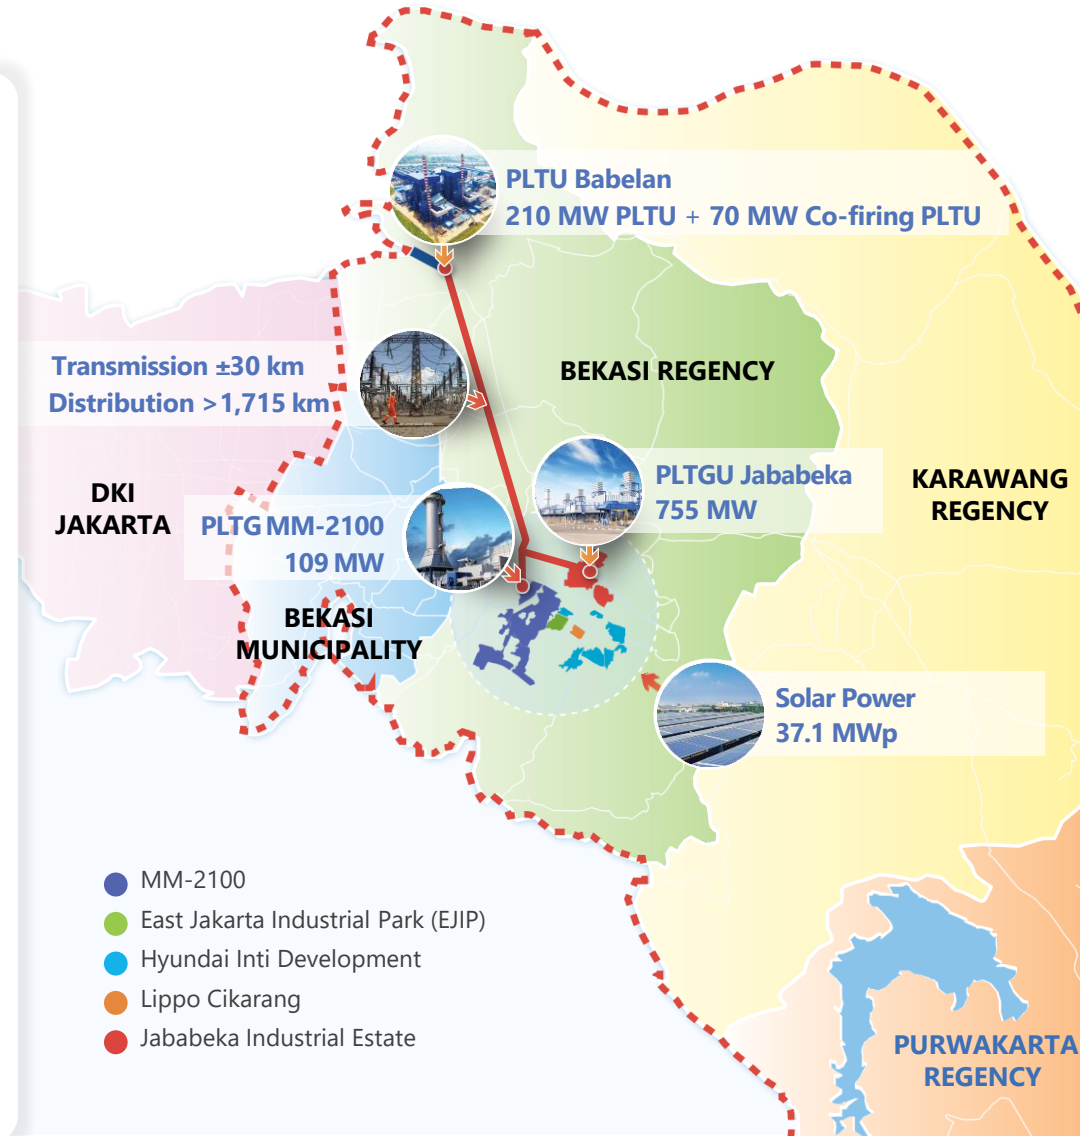 PLTU Babelan
210 MW PLTU + 70 MW Co-firing PLTU
Transmission ±30 km
Distribution >1,715 km
BEKASI REGENCY
PLTGU Jababeka
755 MW
KARAWANG
REGENCY
DKI
JAKARTA
PLTG MM-2100
109 MW
BEKASI
MUNICIPALITY
Solar Power
37.1 MWp
MM-2100
East Jakarta Industrial Park (EJIP)
Hyundai Inti Development
Lippo Cikarang
Jababeka Industrial Estate
PURWAKARTA
REGENCY